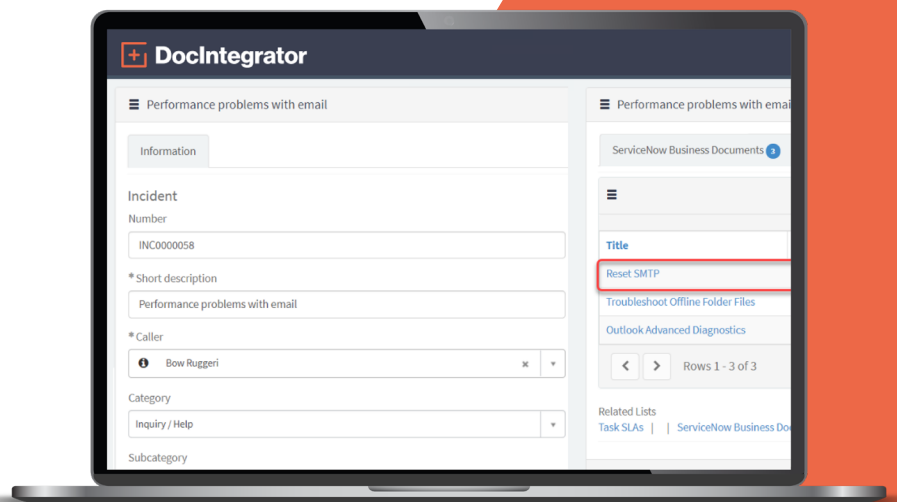 DocIntegrator
Performance problems with email
Information
Incident
Number
INC0000058
* Short description
Performance problems with email
* Caller
Bow Ruggeri
Category
Inquiry / Help
Subcategory
Performance problems with emai
ServiceNow Business Documents 3
Title
Reset SMTP
Troubleshoot Offline Folder Files
Outlook Advanced Diagnostics
Rows 1 - 3 of 3
Related Lists
Task SLAs | | ServiceNow Business Do